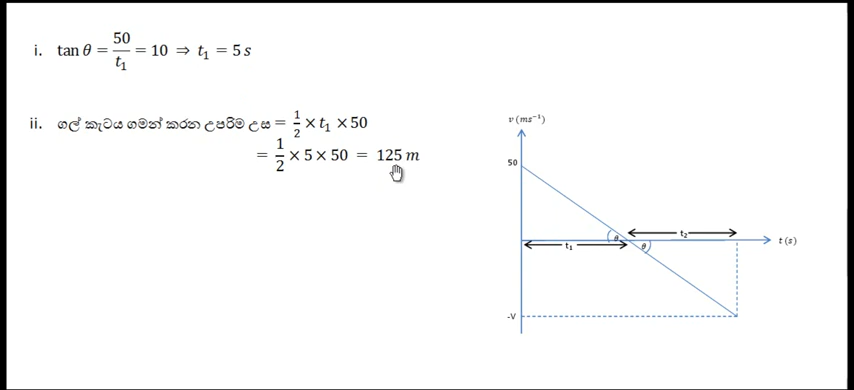 i. tan θ = 50/t₁ = 10 ⇒ t₁ = 5 s
ii. ගල් කැටය ගමන් කරන උපරිම උස = 1/2 × t₁ × 50
= 1/2 × 5 × 50 = 125 m
v (ms⁻¹)
50
t₂
θ
t (s)
t₁
θ
-V